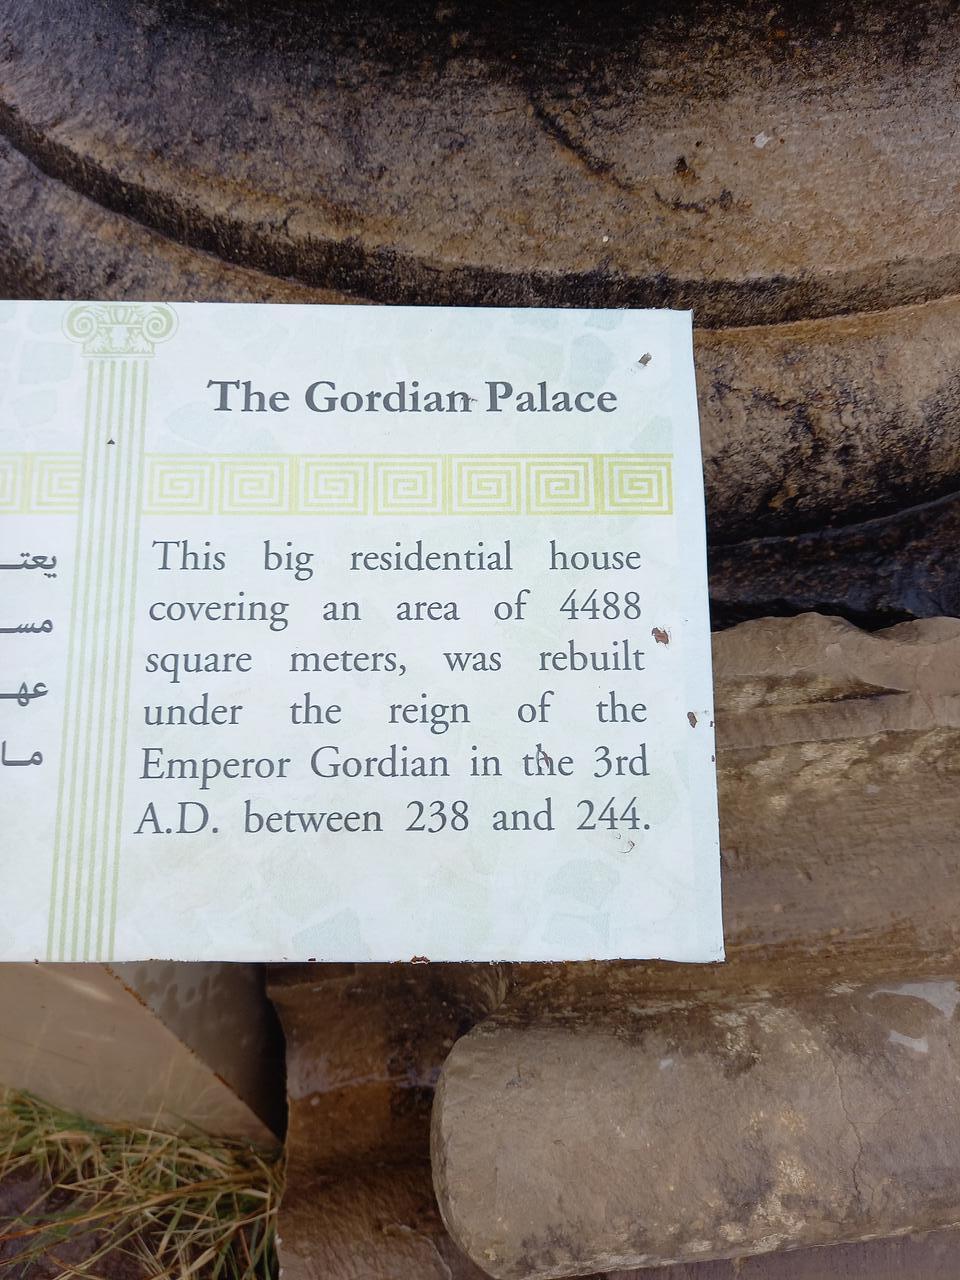 The Gordian Palace
This big residential house
covering an area of 4488
square meters, was rebuilt
under the reign of the
Emperor Gordian in the 3rd
A.D. between 238 and 244.